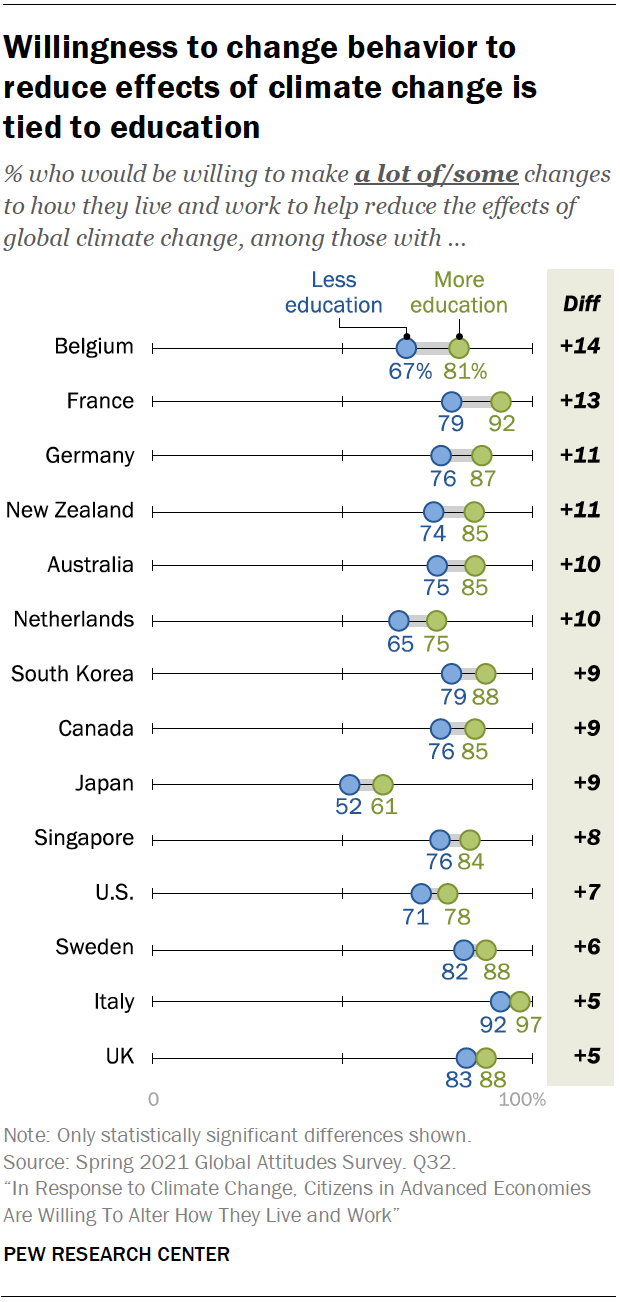 Willingness to change behavior to
reduce effects of climate change is
tied to education
% who would be willing to make a lot of/some changes
to how they live and work to help reduce the effects of
global climate change, among those with ...
Less education
More education
Diff
Belgium 67% 81% +14
France 79 92 +13
Germany 76 87 +11
New Zealand 74 85 +11
Australia 75 85 +10
Netherlands 65 75 +10
South Korea 79 88 +9
Canada 76 85 +9
Japan 52 61 +9
Singapore 76 84 +8
U.S. 71 78 +7
Sweden 82 88 +6
Italy 92 97 +5
UK 83 88 +5
0 100%
Note: Only statistically significant differences shown.
Source: Spring 2021 Global Attitudes Survey. Q32.
“In Response to Climate Change, Citizens in Advanced Economies
Are Willing To Alter How They Live and Work”
PEW RESEARCH CENTER